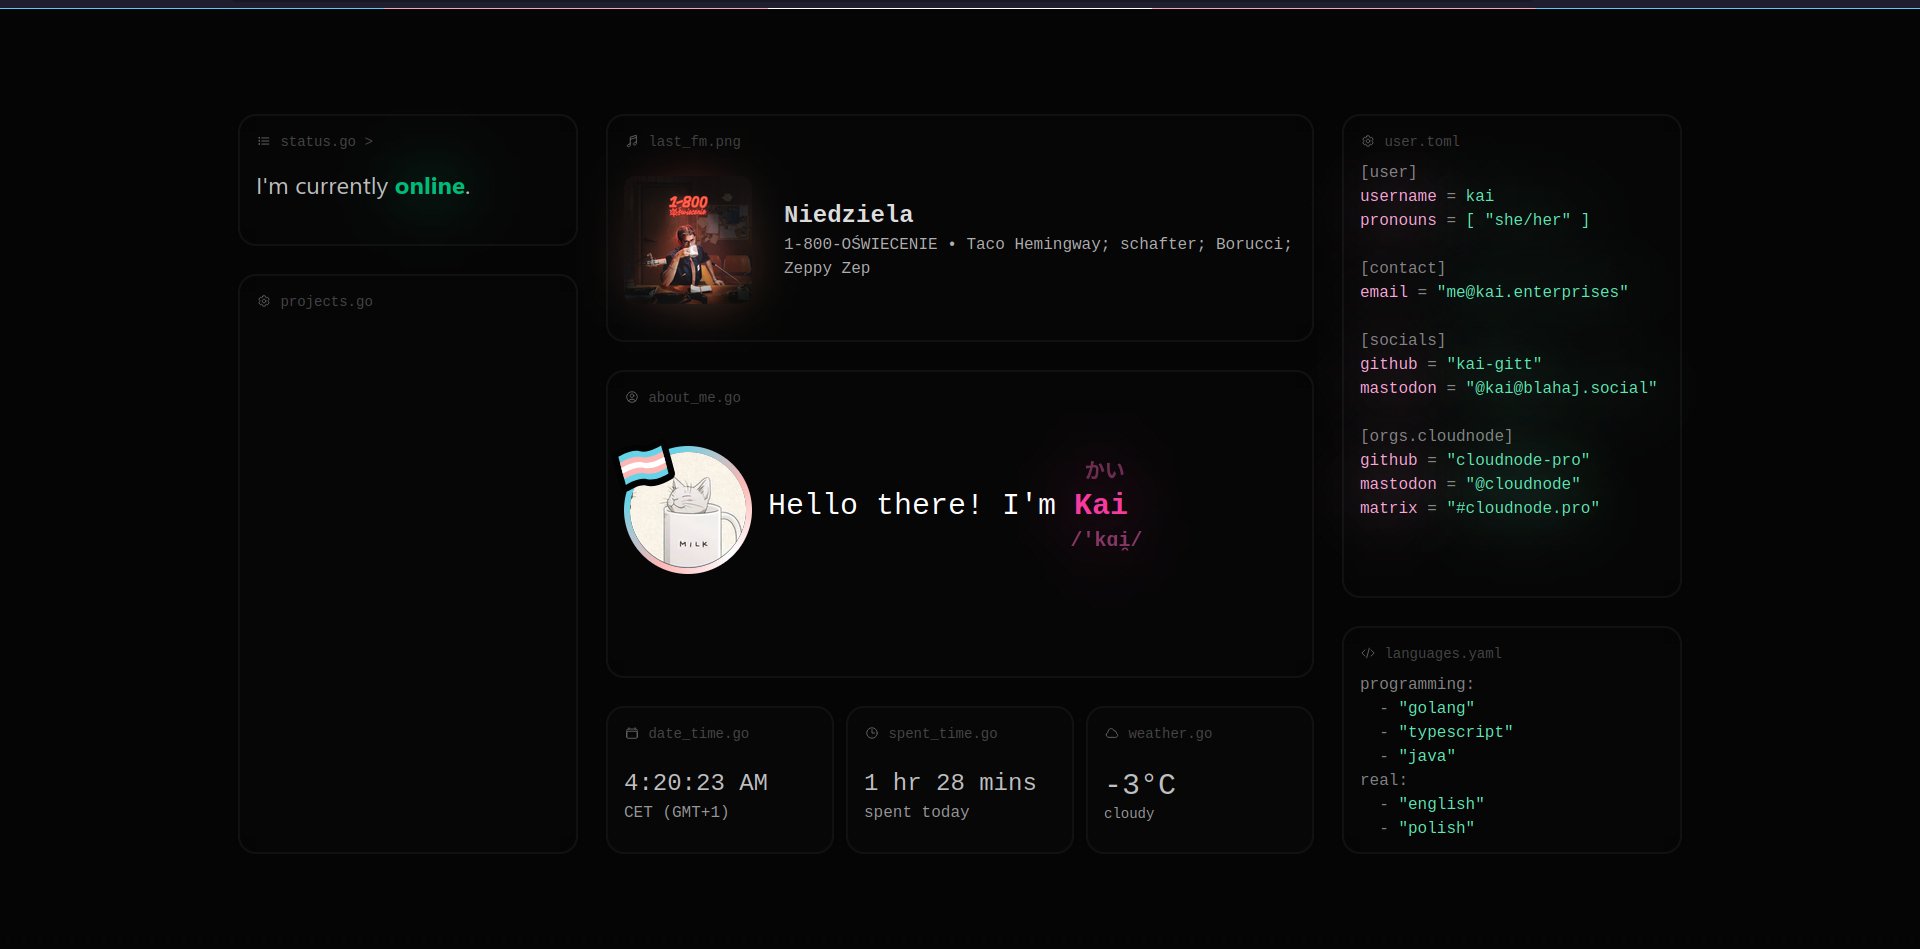 status.go >
I'm currently online.
projects.go
last_fm.png
1-800
Oświecenie
Niedziela
1-800-OŚWIECENIE • Taco Hemingway; schafter; Borucci;
Zeppy Zep
about_me.go
MILK
かい
Hello there! I'm Kai
/'kɑi̯/
date_time.go
4:20:23 AM
CET (GMT+1)
spent_time.go
1 hr 28 mins
spent today
weather.go
-3°C
cloudy
user.toml
[user]
username = kai
pronouns = [ "she/her" ]
[contact]
email = "me@kai.enterprises"
[socials]
github = "kai-gitt"
mastodon = "@kai@blahaj.social"
[orgs.cloudnode]
github = "cloudnode-pro"
mastodon = "@cloudnode"
matrix = "#cloudnode.pro"
languages.yaml
programming:
- "golang"
- "typescript"
- "java"
real:
- "english"
- "polish"